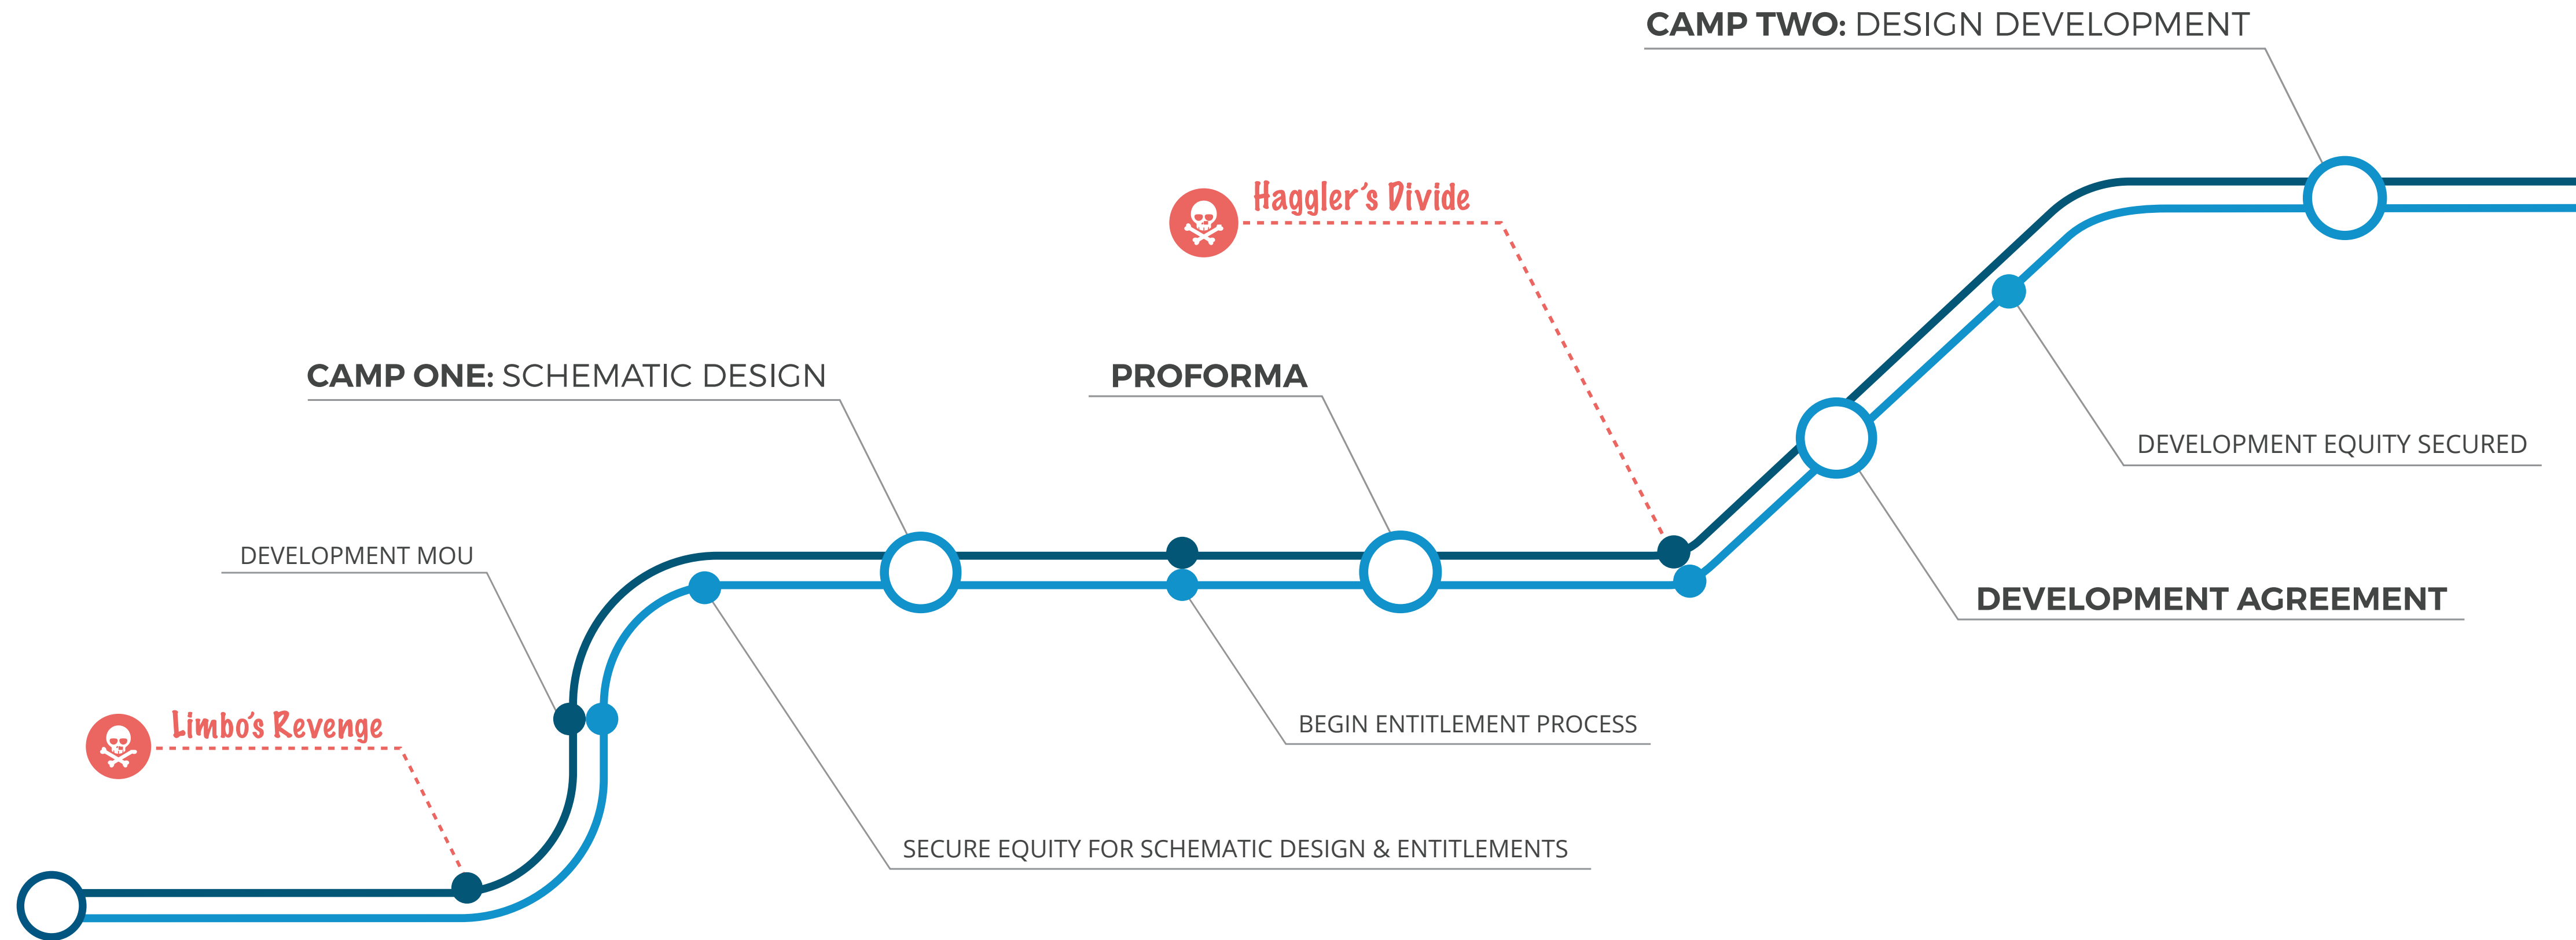 CAMP TWO: DESIGN DEVELOPMENT
Haggler's Divide
CAMP ONE: SCHEMATIC DESIGN
PROFORMA
DEVELOPMENT EQUITY SECURED
DEVELOPMENT MOU
DEVELOPMENT AGREEMENT
Limbo's Revenge
BEGIN ENTITLEMENT PROCESS
SECURE EQUITY FOR SCHEMATIC DESIGN & ENTITLEMENTS